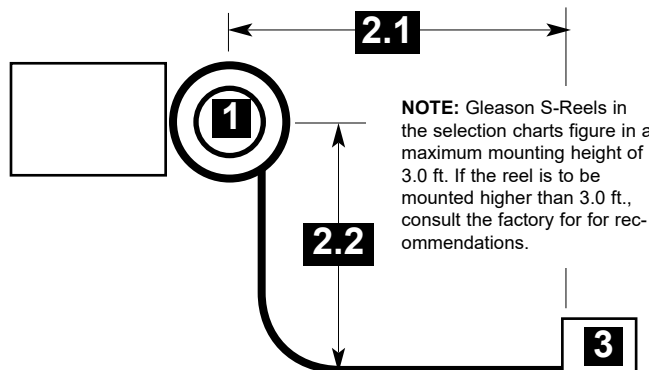 2.1
1
NOTE: Gleason S-Reels in
the selection charts figure in a
maximum mounting height of
3.0 ft. If the reel is to be
mounted higher than 3.0 ft.,
consult the factory for for rec-
ommendations.
2.2
3